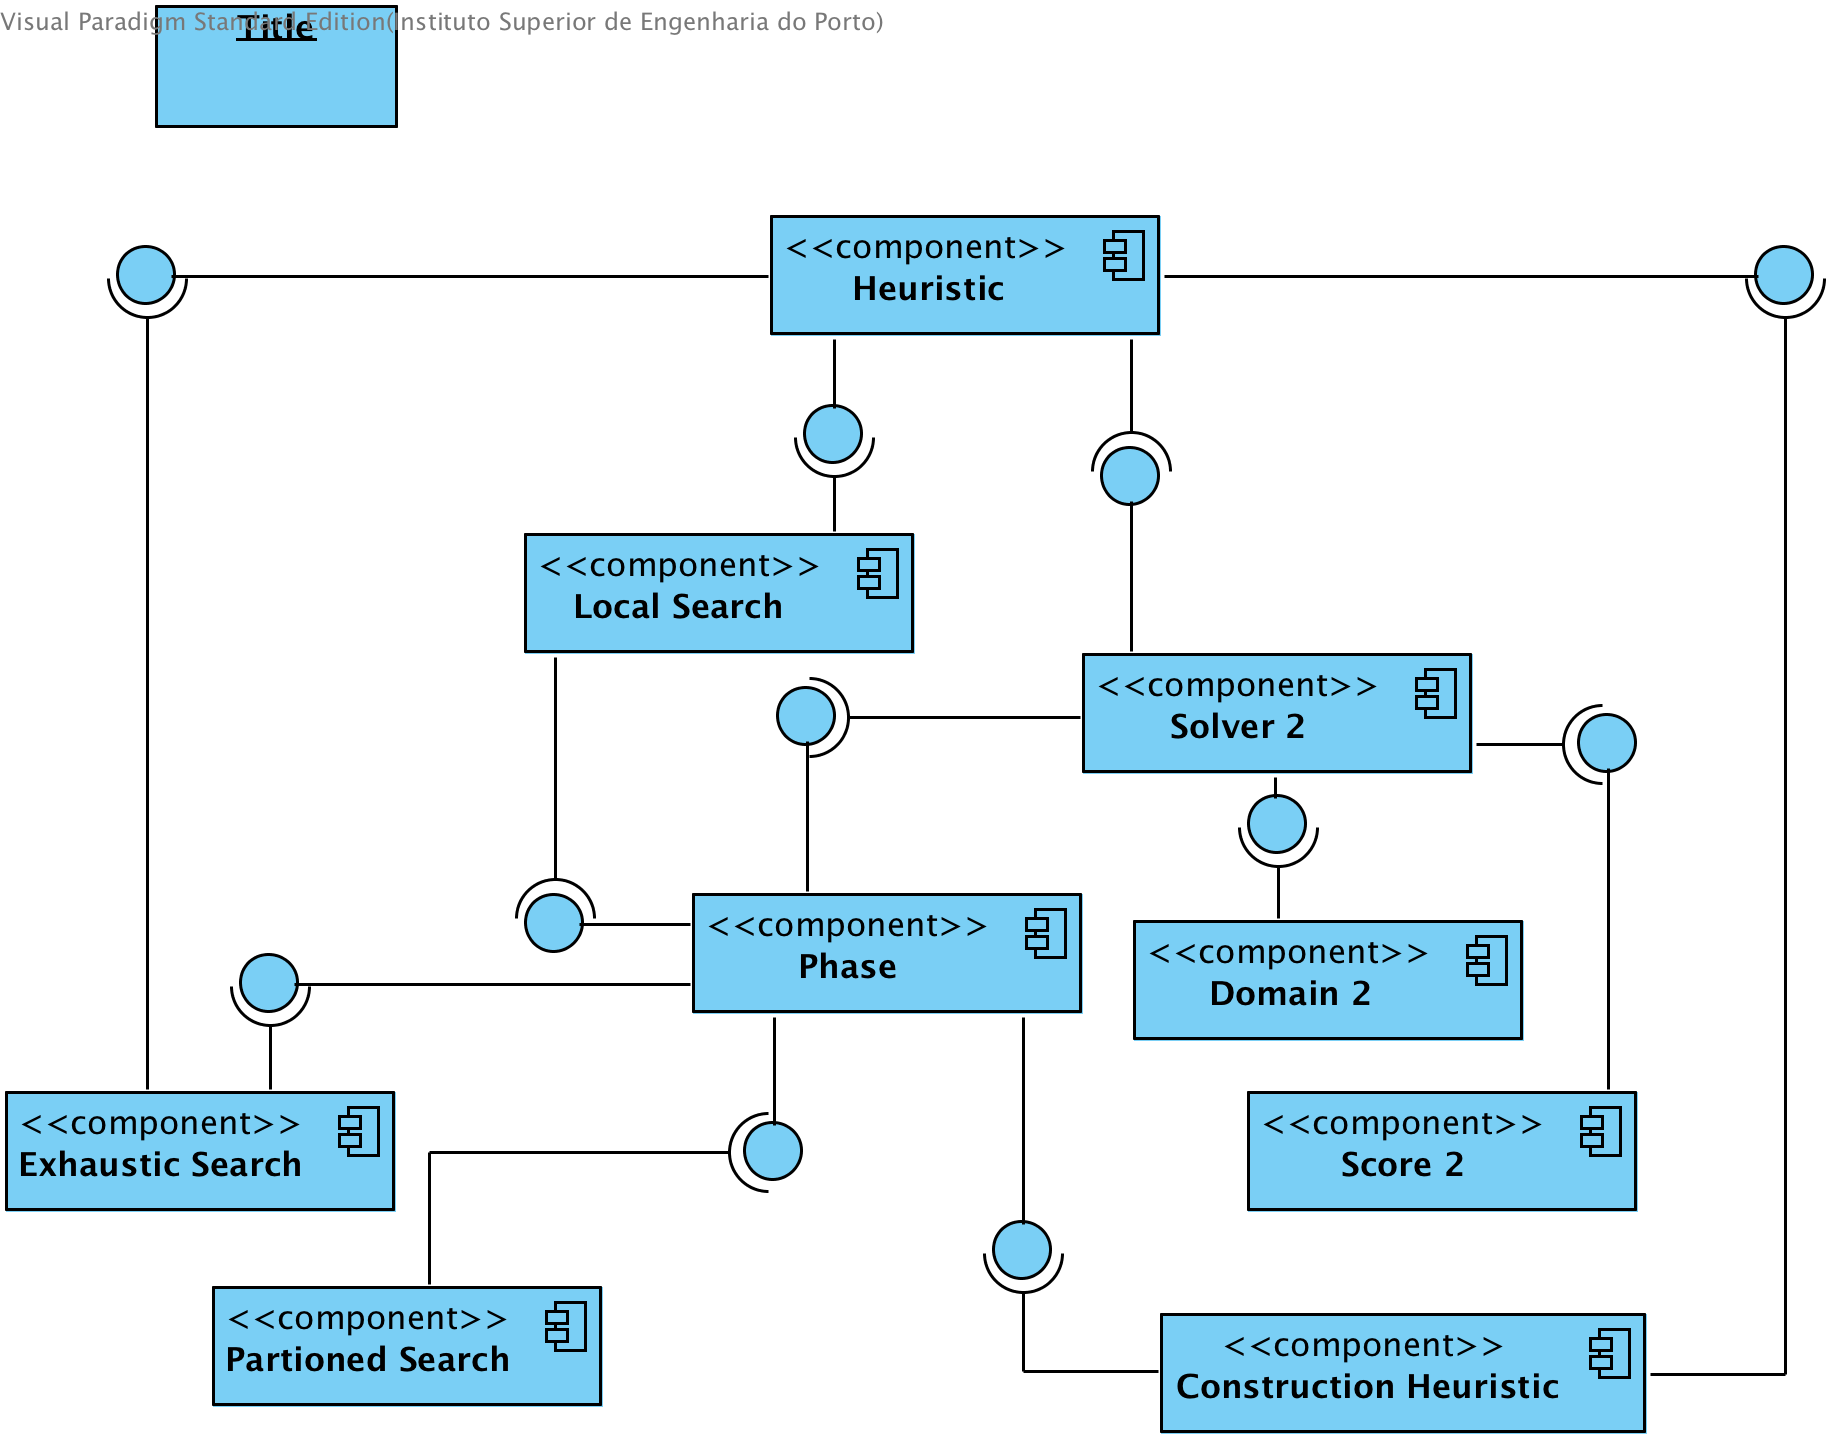 Visual Paradigm Standard Edition(Instituto Superior de Engenharia do Porto)
Title
<<component>>
Heuristic
<<component>>
Local Search
<<component>>
Solver 2
<<component>>
Phase
<<component>>
Domain 2
<<component>>
Exhaustic Search
<<component>>
Score 2
<<component>>
Partioned Search
<<component>>
Construction Heuristic